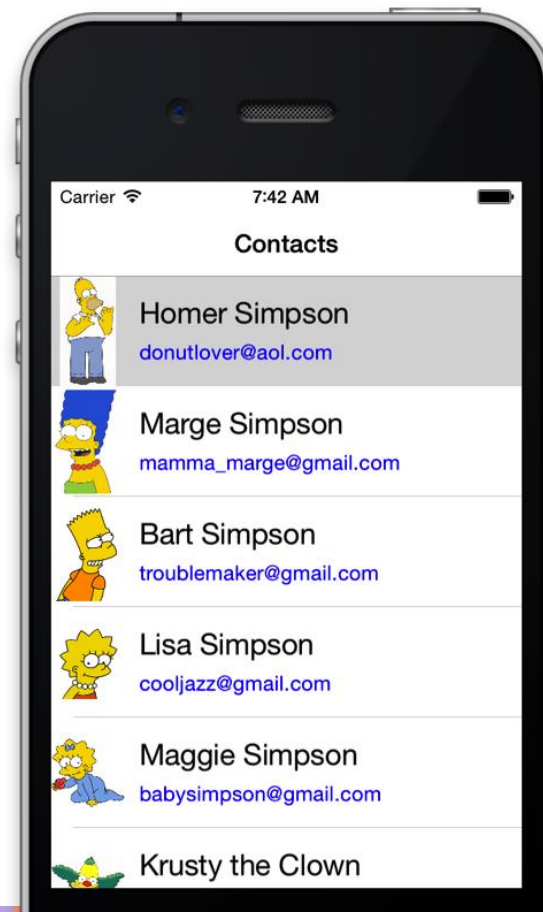 Carrier 7:42 AM
Contacts
Homer Simpson
donutlover@aol.com
Marge Simpson
mamma_marge@gmail.com
Bart Simpson
troublemaker@gmail.com
Lisa Simpson
cooljazz@gmail.com
Maggie Simpson
babysimpson@gmail.com
Krusty the Clown